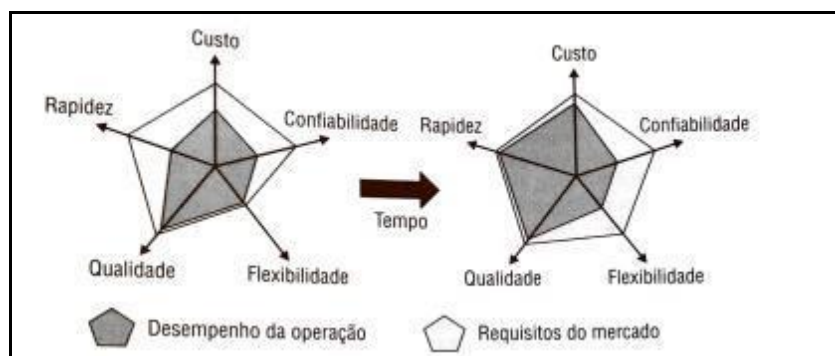 Custo
Rapidez
Confiabilidade
Qualidade
Flexibilidade
Tempo
Custo
Rapidez
Confiabilidade
Qualidade
Flexibilidade
Desempenho da operação
Requisitos do mercado